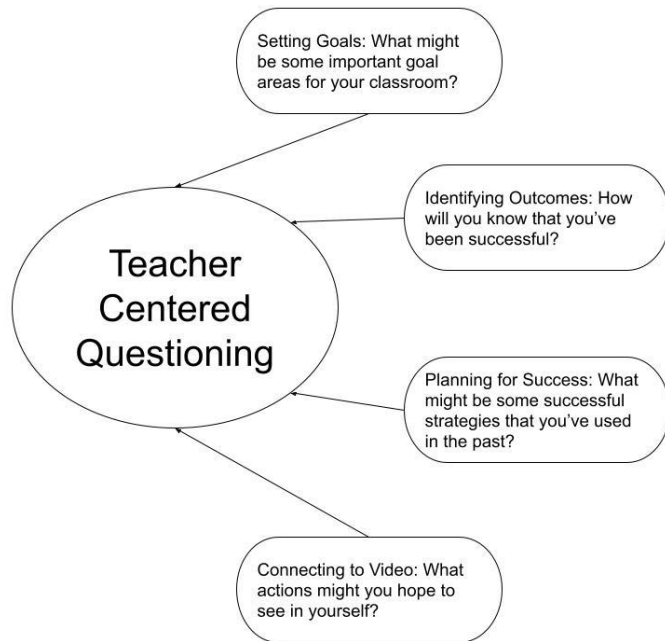 Setting Goals: What might
be some important goal
areas for your classroom?
Identifying Outcomes: How
will you know that you’ve
been successful?
Teacher
Centered
Questioning
Planning for Success: What
might be some successful
strategies that you’ve used
in the past?
Connecting to Video: What
actions might you hope to
see in yourself?